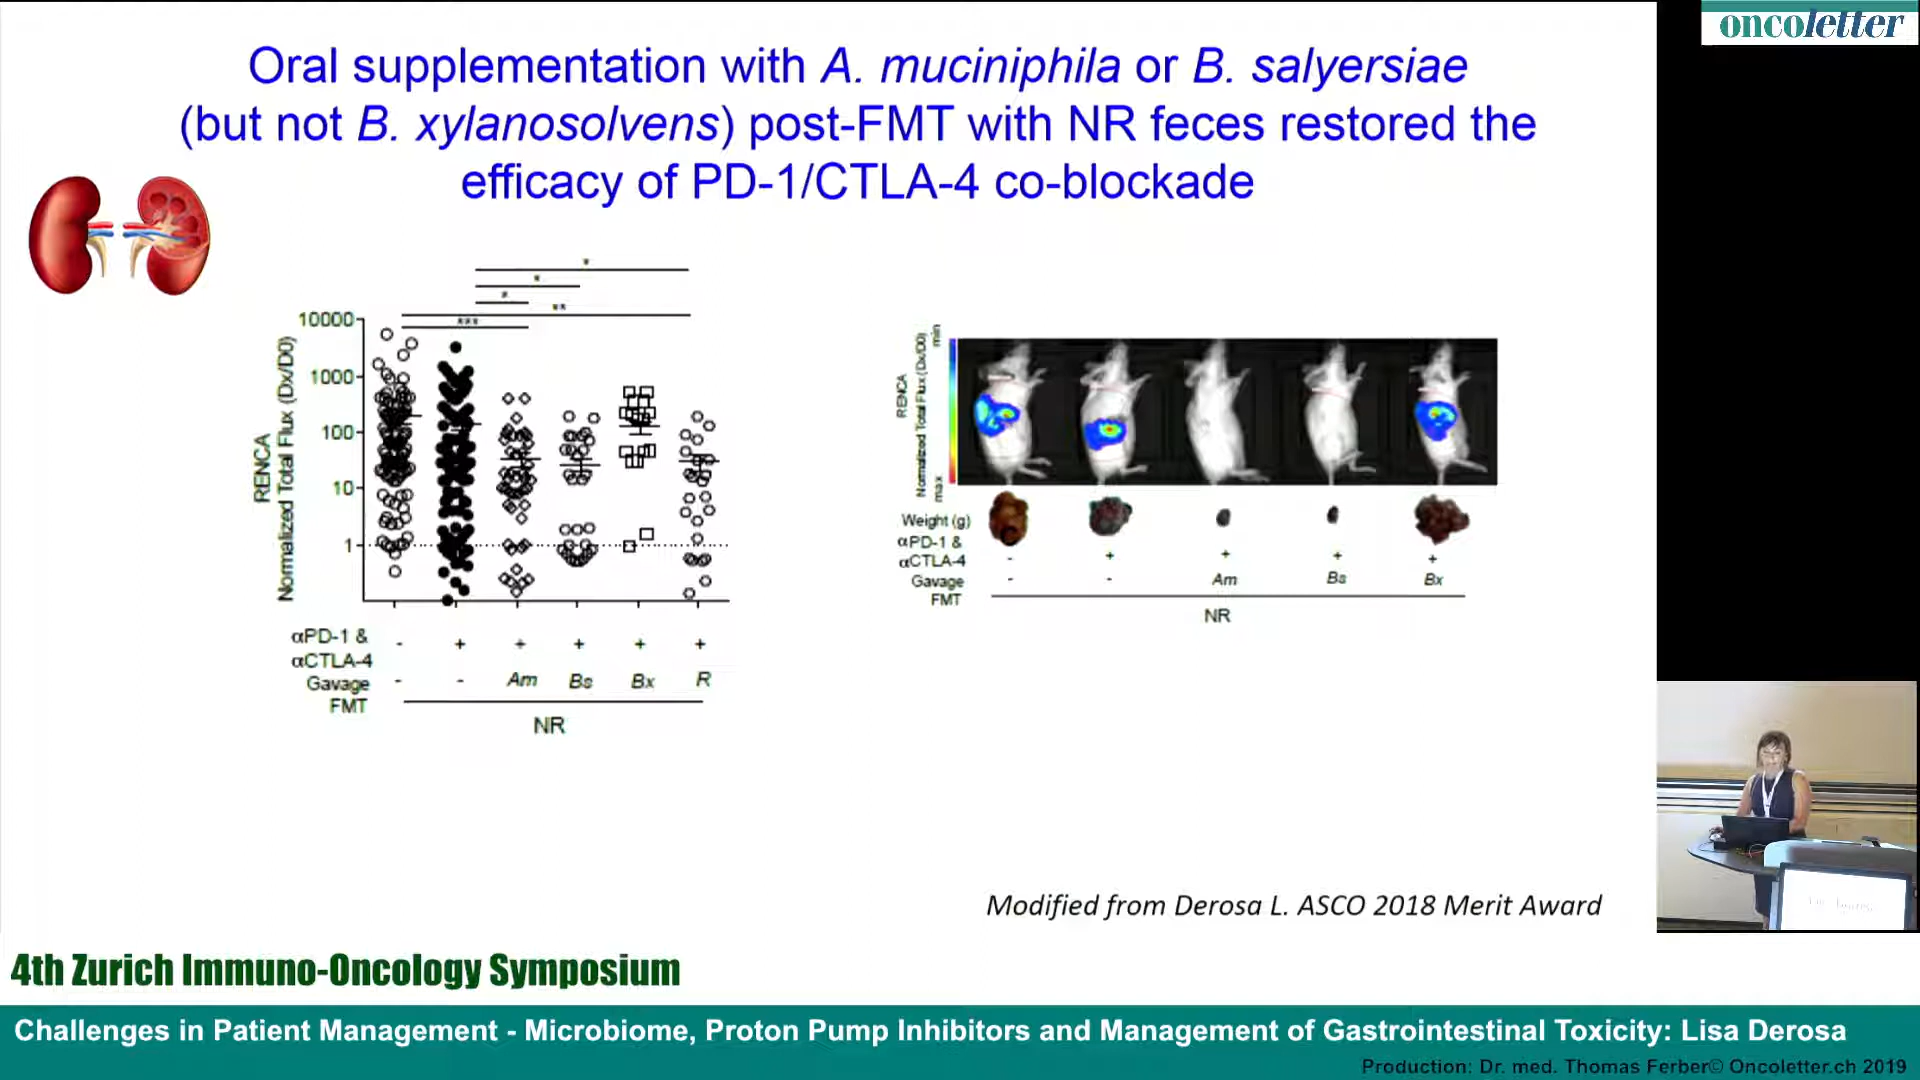 oncoletter
Oral supplementation with A. muciniphila or B. salyersiae
(but not B. xylanosolvens) post-FMT with NR feces restored the
efficacy of PD-1/CTLA-4 co-blockade
*
*
*
**
***
10000
1000
100
10
1
RENCA
Normalized Total Flux (Dx/D0)
αPD-1 & - + + + + +
αCTLA-4
Gavage - - Am Bs Bx R
FMT
NR
RENCA
Normalized Total Flux (Dx/D0)
min
max
Weight (g)
αPD-1 &
αCTLA-4 - + + + +
Gavage - - Am Bs Bx
FMT
NR
Modified from Derosa L. ASCO 2018 Merit Award
4th Zurich Immuno-Oncology Symposium
Challenges in Patient Management - Microbiome, Proton Pump Inhibitors and Management of Gastrointestinal Toxicity: Lisa Derosa
Production: Dr. med. Thomas Ferber© Oncoletter.ch 2019